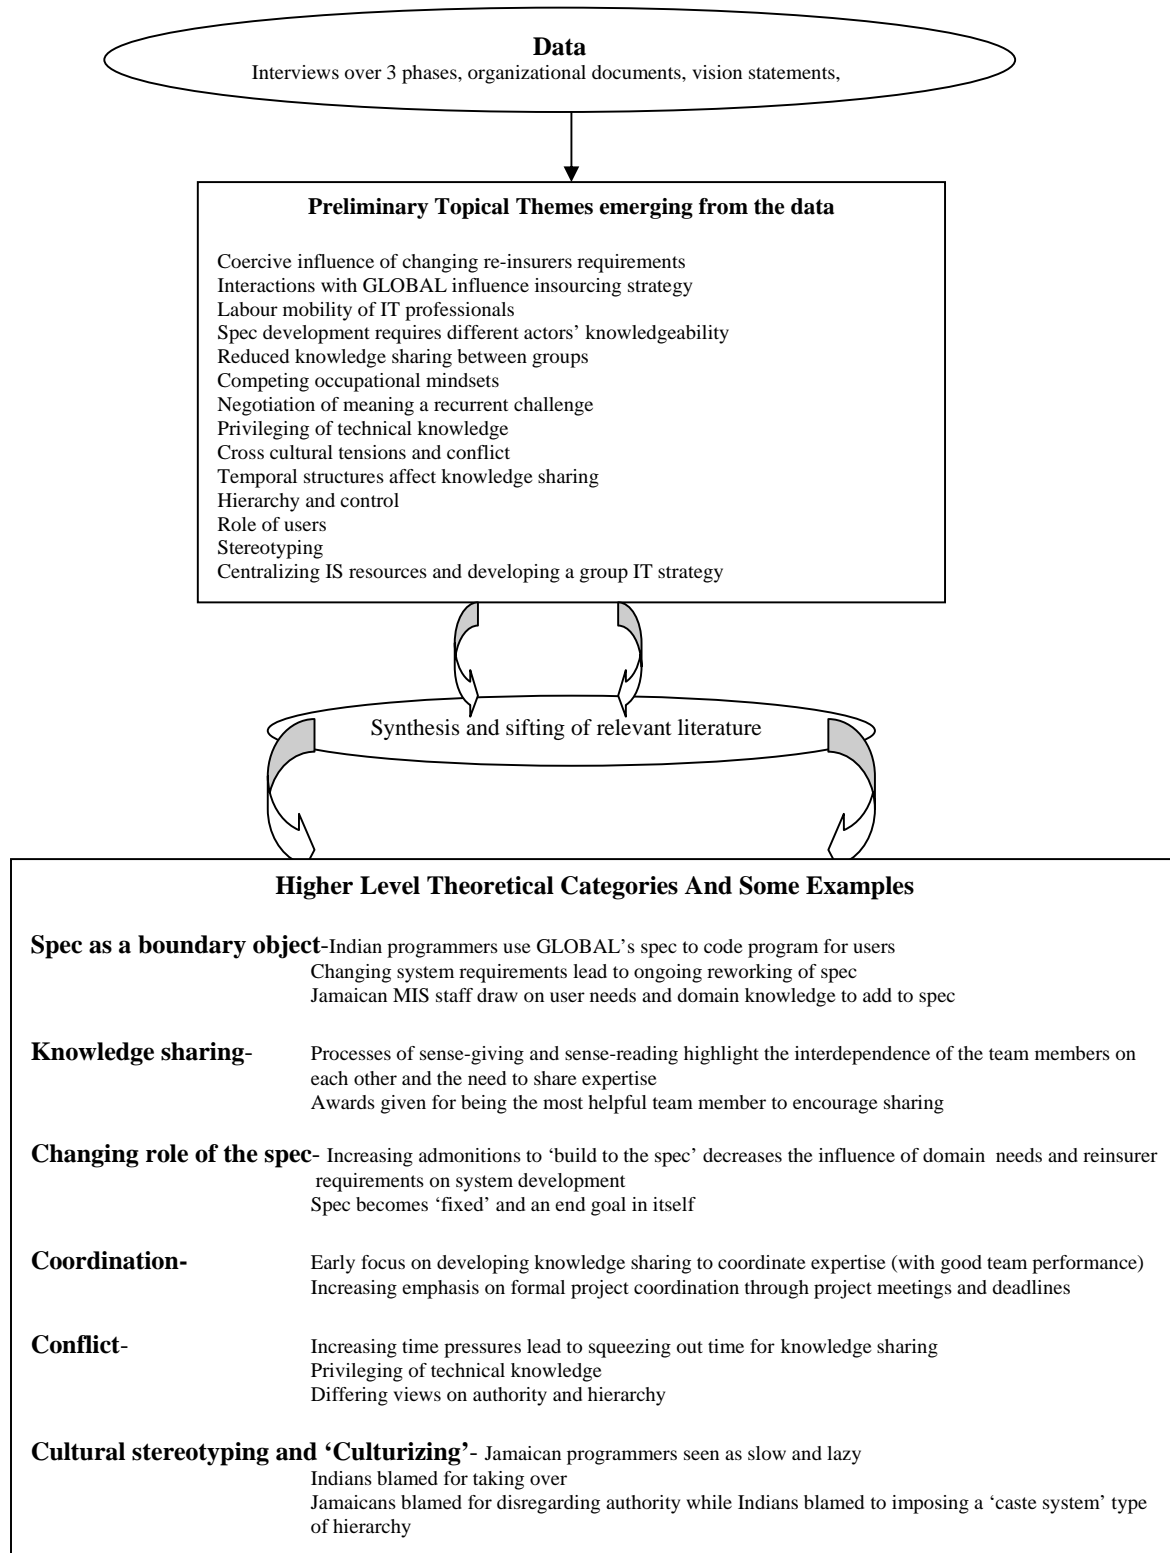 Data
Interviews over 3 phases, organizational documents, vision statements,
Preliminary Topical Themes emerging from the data
Coercive influence of changing re-insurers requirements
Interactions with GLOBAL influence insourcing strategy
Labour mobility of IT professionals
Spec development requires different actors’ knowledgeability
Reduced knowledge sharing between groups
Competing occupational mindsets
Negotiation of meaning a recurrent challenge
Privileging of technical knowledge
Cross cultural tensions and conflict
Temporal structures affect knowledge sharing
Hierarchy and control
Role of users
Stereotyping
Centralizing IS resources and developing a group IT strategy
Synthesis and sifting of relevant literature
Higher Level Theoretical Categories And Some Examples
Spec as a boundary object-Indian programmers use GLOBAL’s spec to code program for users
Changing system requirements lead to ongoing reworking of spec
Jamaican MIS staff draw on user needs and domain knowledge to add to spec
Knowledge sharing- Processes of sense-giving and sense-reading highlight the interdependence of the team members on
each other and the need to share expertise
Awards given for being the most helpful team member to encourage sharing
Changing role of the spec- Increasing admonitions to ‘build to the spec’ decreases the influence of domain needs and reinsurer
requirements on system development
Spec becomes ‘fixed’ and an end goal in itself
Coordination- Early focus on developing knowledge sharing to coordinate expertise (with good team performance)
Increasing emphasis on formal project coordination through project meetings and deadlines
Conflict- Increasing time pressures lead to squeezing out time for knowledge sharing
Privileging of technical knowledge
Differing views on authority and hierarchy
Cultural stereotyping and ‘Culturizing’- Jamaican programmers seen as slow and lazy
Indians blamed for taking over
Jamaicans blamed for disregarding authority while Indians blamed to imposing a ‘caste system’ type
of hierarchy